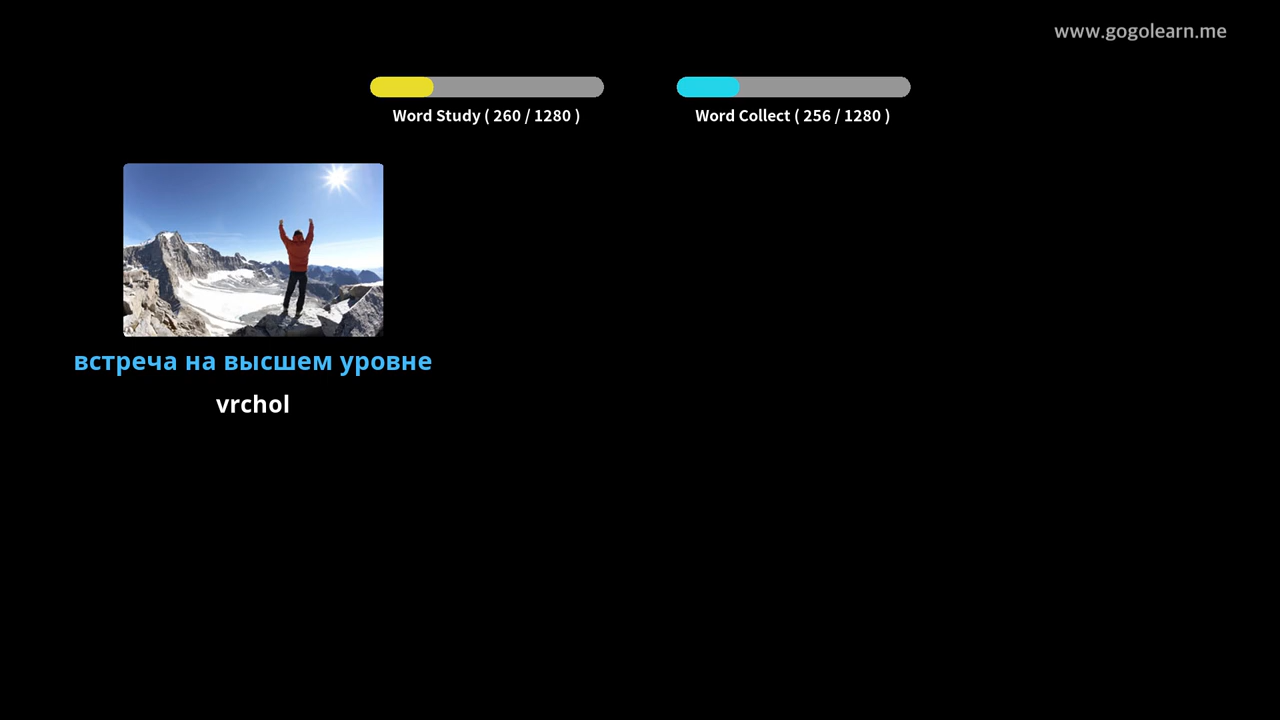 www.gogolearn.me
Word Study ( 260 / 1280 )
Word Collect ( 256 / 1280 )
встреча на высшем уровне
vrchol